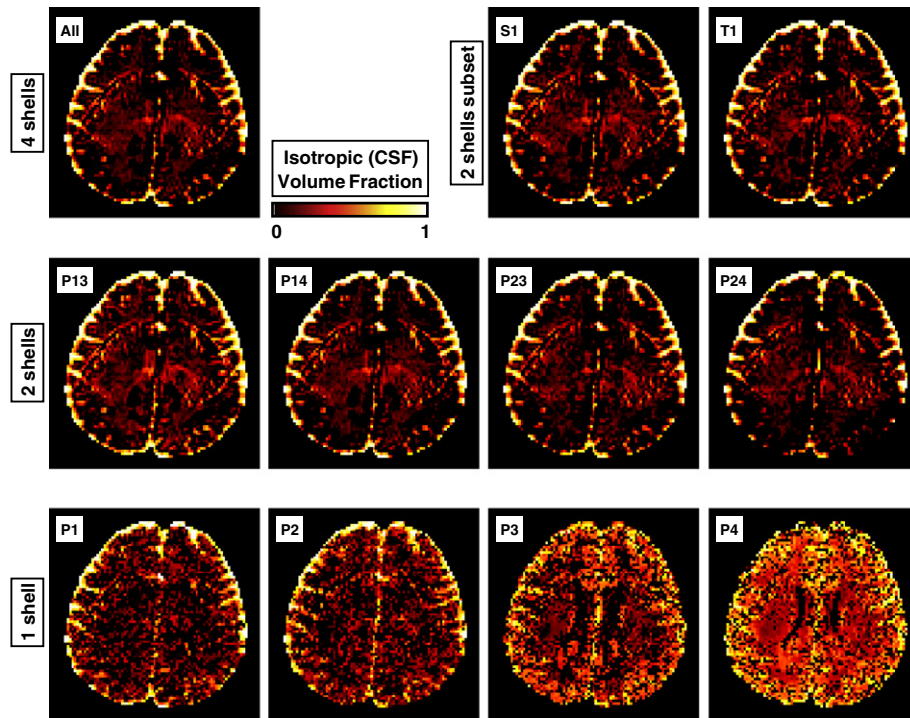 4 shells
All
Isotropic (CSF)
Volume Fraction
0 1
2 shells subset
S1
T1
2 shells
P13
P14
P23
P24
1 shell
P1
P2
P3
P4